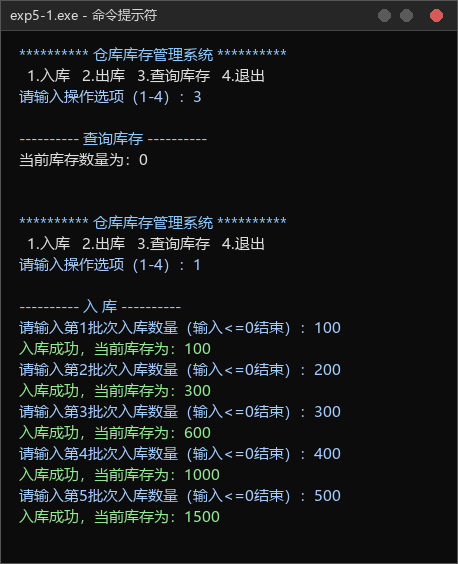 exp5-1.exe - 命令提示符
********** 仓库库存管理系统 **********
1.入库 2.出库 3.查询库存 4.退出
请输入操作选项（1-4）：3
---------- 查询库存 ----------
当前库存数量为：0
********** 仓库库存管理系统 **********
1.入库 2.出库 3.查询库存 4.退出
请输入操作选项（1-4）：1
---------- 入 库 ----------
请输入第1批次入库数量（输入<=0结束）：100
入库成功，当前库存为：100
请输入第2批次入库数量（输入<=0结束）：200
入库成功，当前库存为：300
请输入第3批次入库数量（输入<=0结束）：300
入库成功，当前库存为：600
请输入第4批次入库数量（输入<=0结束）：400
入库成功，当前库存为：1000
请输入第5批次入库数量（输入<=0结束）：500
入库成功，当前库存为：1500